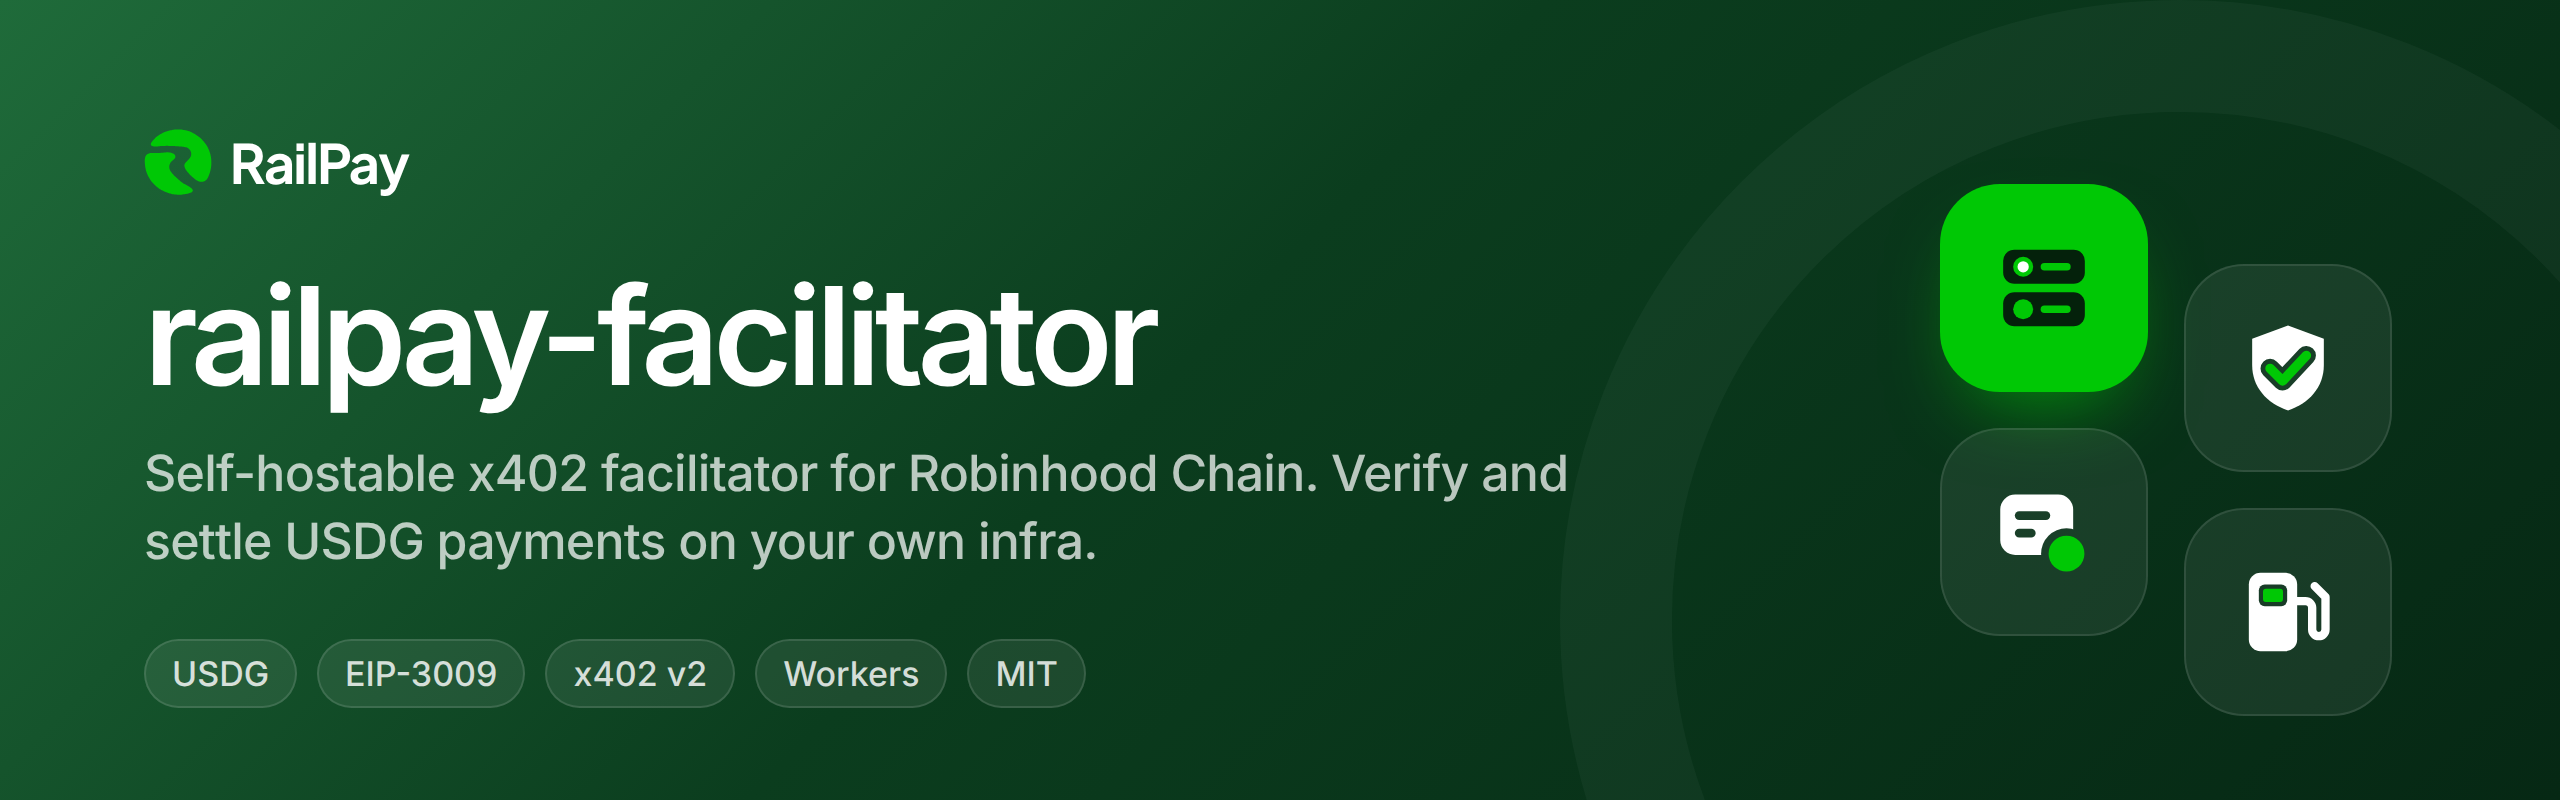 RailPay
railpay-facilitator
Self-hostable x402 facilitator for Robinhood Chain. Verify and
settle USDG payments on your own infra.
USDG
EIP-3009
x402 v2
Workers
MIT